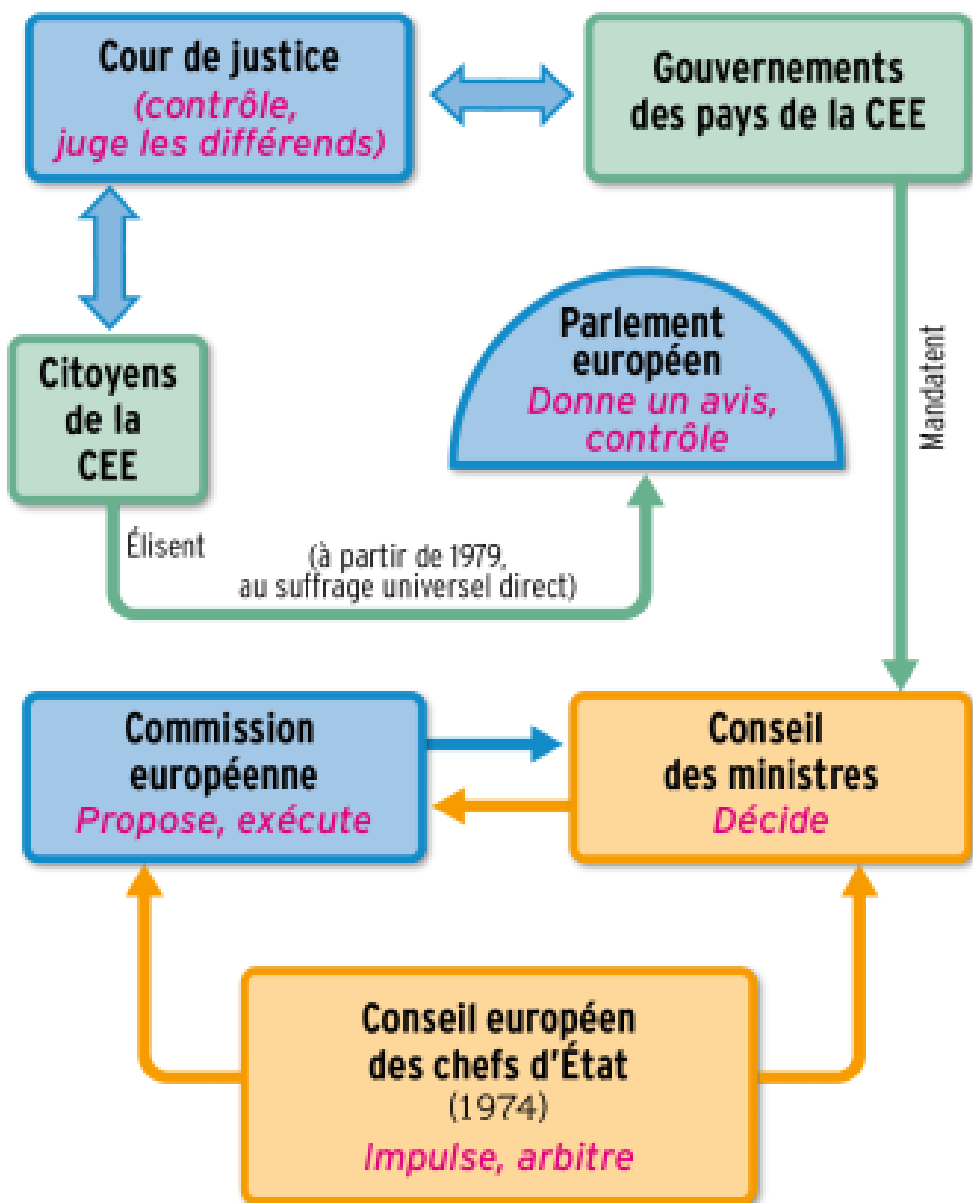 Cour de justice
(contrôle,
juge les différends)
Gouvernements
des pays de la CEE
Citoyens
de la
CEE
Parlement
européen
Donne un avis,
contrôle
Mandatent
Élisent
(à partir de 1979,
au suffrage universel direct)
Commission
européenne
Propose, exécute
Conseil
des ministres
Décide
Conseil européen
des chefs d'État
(1974)
Impulse, arbitre